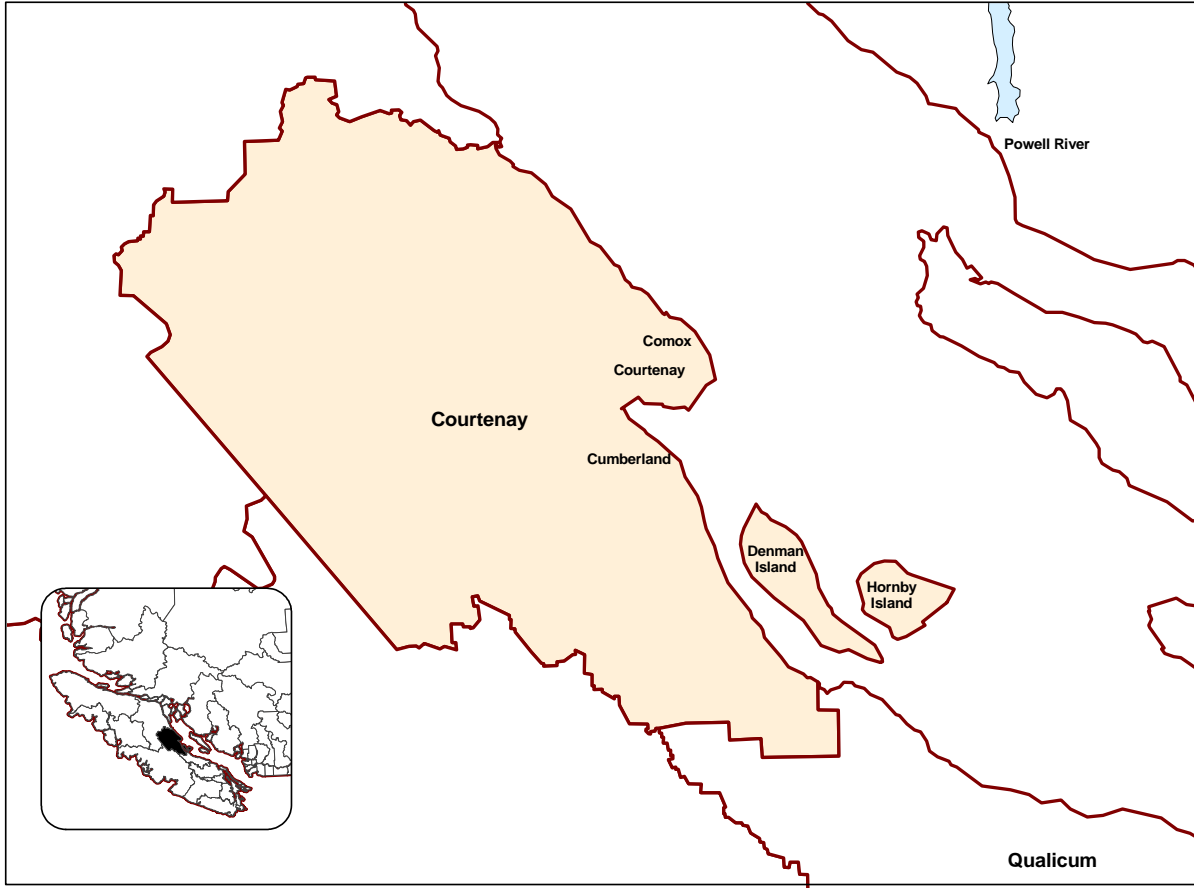 Powell River
Comox
Courtenay
Courtenay
Cumberland
Denman
Island
Hornby
Island
Qualicum